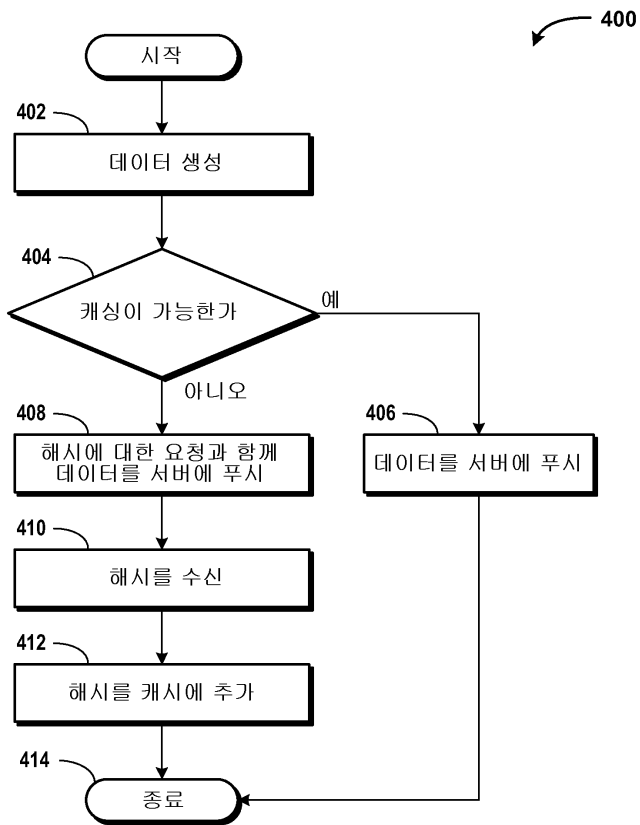 400
시작
402
데이터 생성
404
캐싱이 가능한가
예
아니오
408
해시에 대한 요청과 함께
데이터를 서버에 푸시
406
데이터를 서버에 푸시
410
해시를 수신
412
해시를 캐시에 추가
414
종료